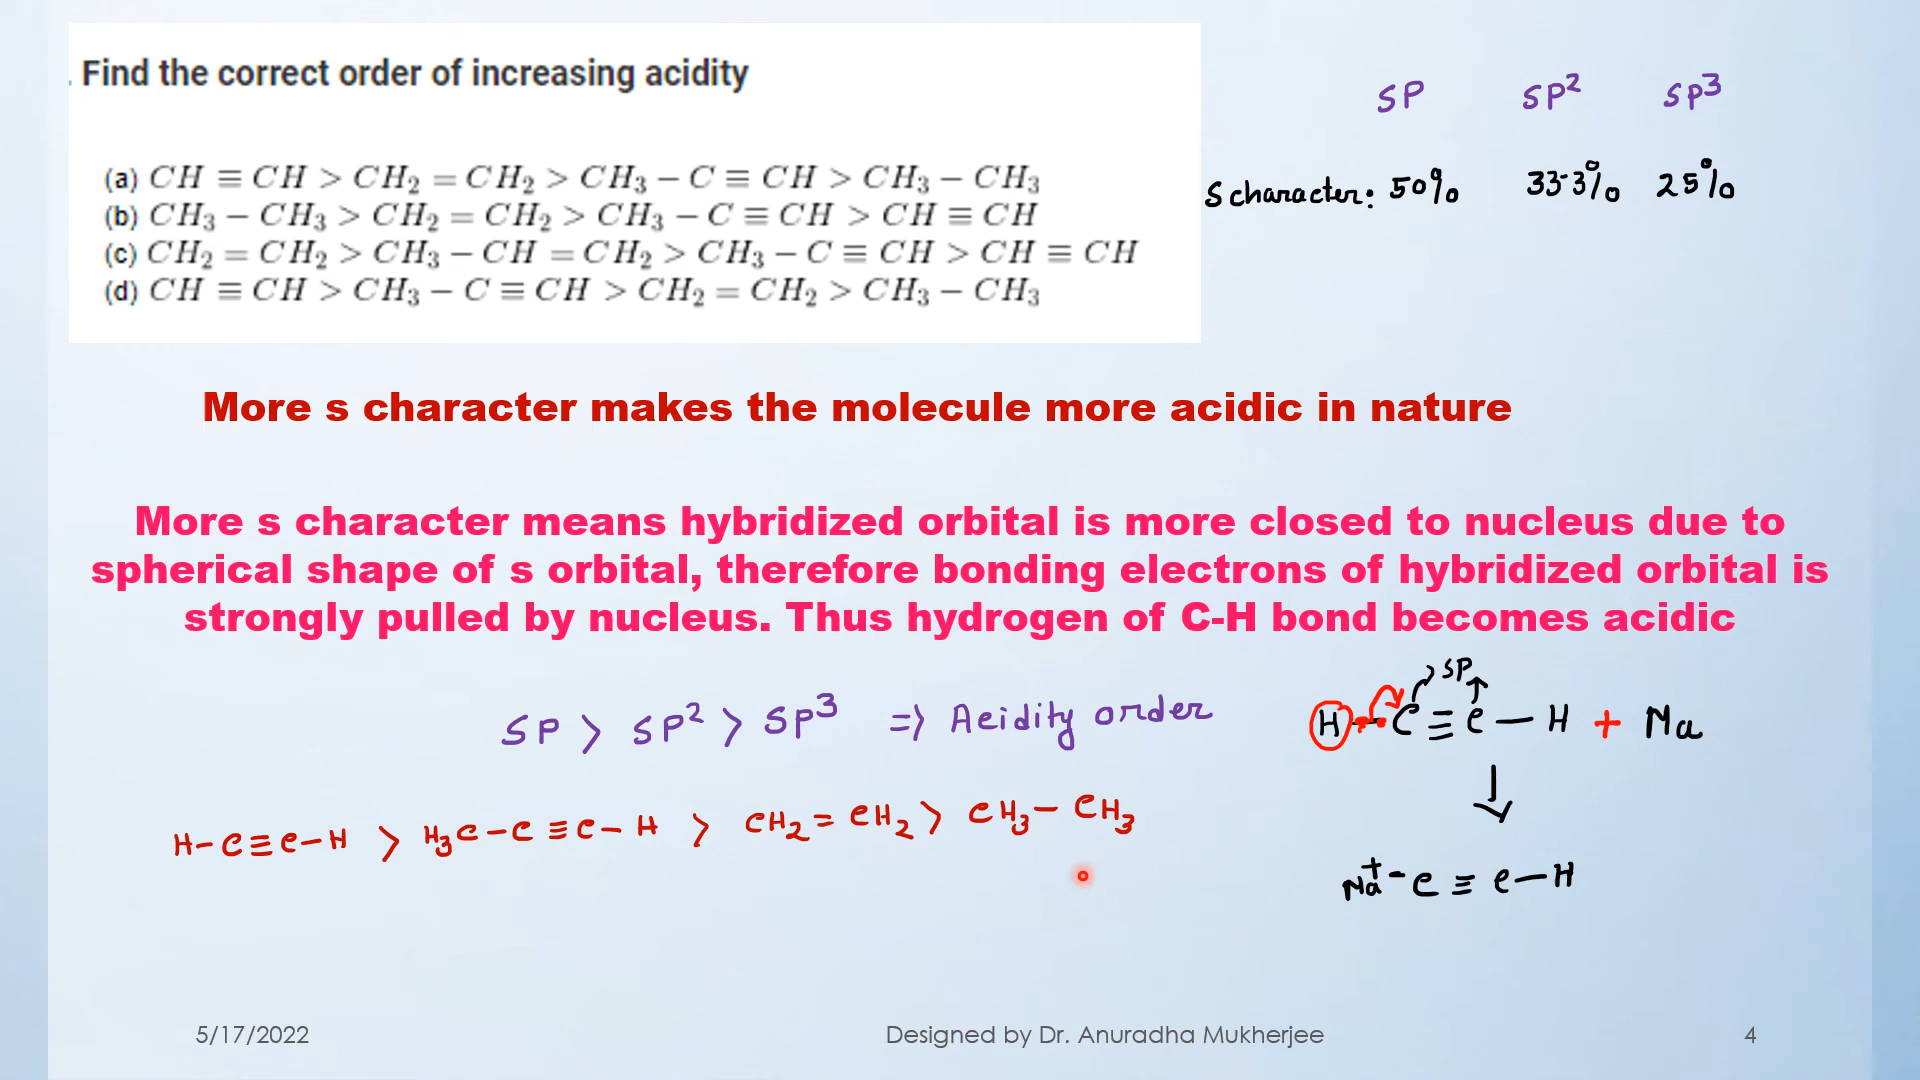 . Find the correct order of increasing acidity
(a) CH ≡ CH > CH₂ = CH₂ > CH₃ − C ≡ CH > CH₃ − CH₃
(b) CH₃ − CH₃ > CH₂ = CH₂ > CH₃ − C ≡ CH > CH ≡ CH
(c) CH₂ = CH₂ > CH₃ − CH = CH₂ > CH₃ − C ≡ CH > CH ≡ CH
(d) CH ≡ CH > CH₃ − C ≡ CH > CH₂ = CH₂ > CH₃ − CH₃
SP SP² SP³
S character: 50% 33.3% 25%
More s character makes the molecule more acidic in nature
More s character means hybridized orbital is more closed to nucleus due to
spherical shape of s orbital, therefore bonding electrons of hybridized orbital is
strongly pulled by nucleus. Thus hydrogen of C-H bond becomes acidic
SP > SP² > SP³ => Acidity order
H-C≡C-H > H₃C-C≡C-H > CH₂=CH₂ > CH₃-CH₃
SP
H-C≡C-H + Na
Na⁺ ⁻C≡C-H
5/17/2022
Designed by Dr. Anuradha Mukherjee
4